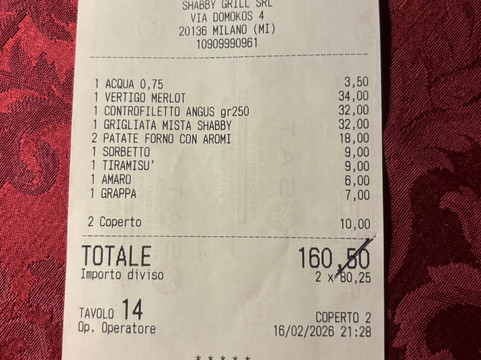 SHABBY GRILL SRL
VIA DOMOKOS 4
20136 MILANO (MI)
10909990961
1 ACQUA 0,75 3,50
1 VERTIGO MERLOT 34,00
1 CONTROFILETTO ANGUS gr250 32,00
1 GRIGLIATA MISTA SHABBY 32,00
2 PATATE FORNO CON AROMI 18,00
1 SORBETTO 9,00
1 TIRAMISU' 9,00
1 AMARO 6,00
1 GRAPPA 7,00
2 Coperto 10,00
TOTALE 160,50
Importo diviso 2 x 80,25
TAVOLO 14 COPERTO 2
Op. Operatore 16/02/2026 21:28
*****